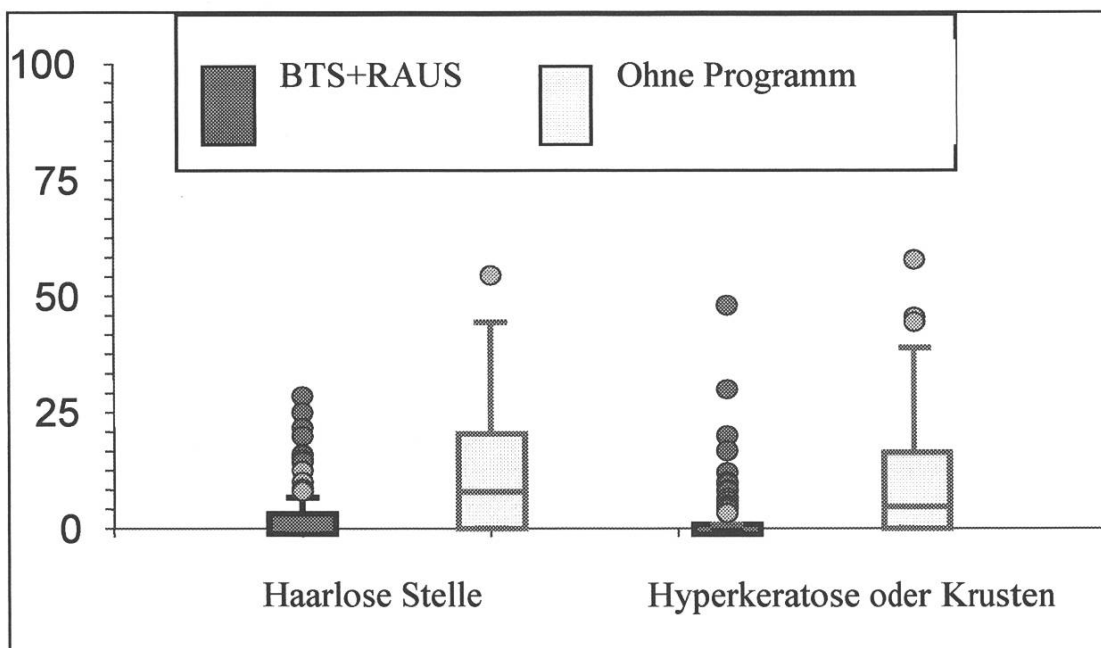 100
BTS+RAUS
Ohne Programm
75
50
25
0
Haarlose Stelle
Hyperkeratose oder Krusten